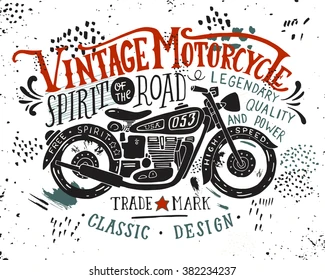 VINTAGE MOTORCYCLE
SPIRIT OF THE ROAD
LEGENDARY
QUALITY
AND POWER
FREE SPIRIT
USA
053
HIGH SPEED
TRADE MARK
CLASSIC - DESIGN
shutterstock.com · 382234237